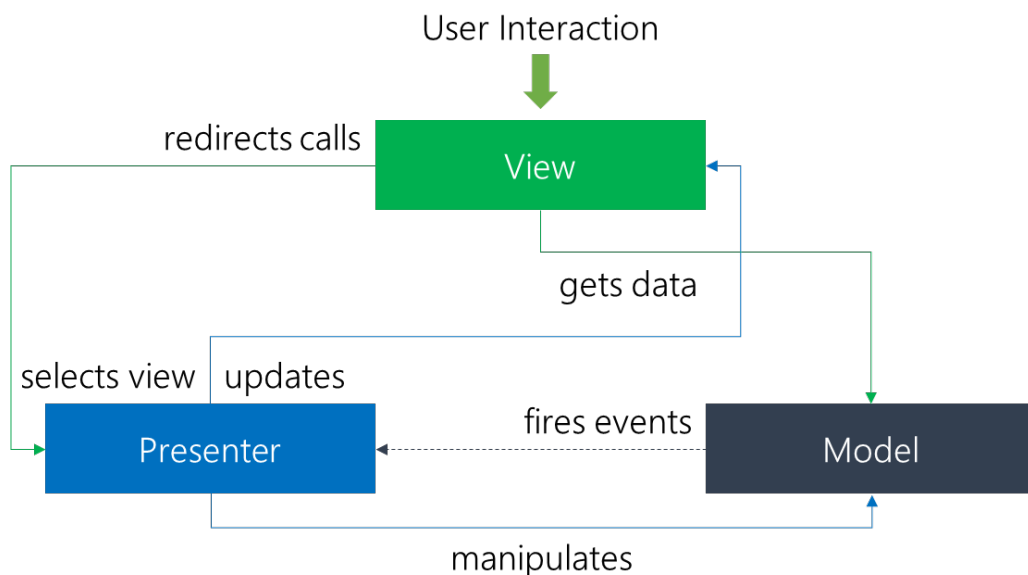 User Interaction
redirects calls
View
gets data
selects view
updates
fires events
Presenter
Model
manipulates